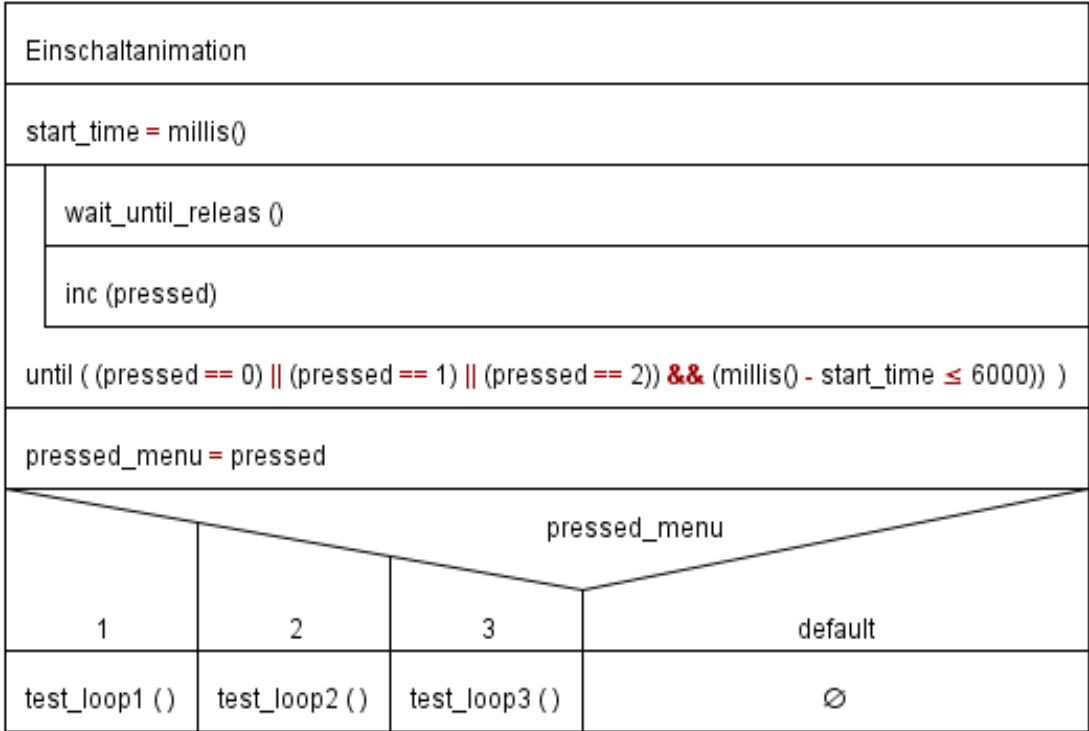 Einschaltanimation
start_time = millis()
wait_until_releas ()
inc (pressed)
until ( (pressed == 0) || (pressed == 1) || (pressed == 2)) && (millis() - start_time ≤ 6000)) )
pressed_menu = pressed
pressed_menu
1 2 3 default
test_loop1 ( ) test_loop2 ( ) test_loop3 ( ) ∅